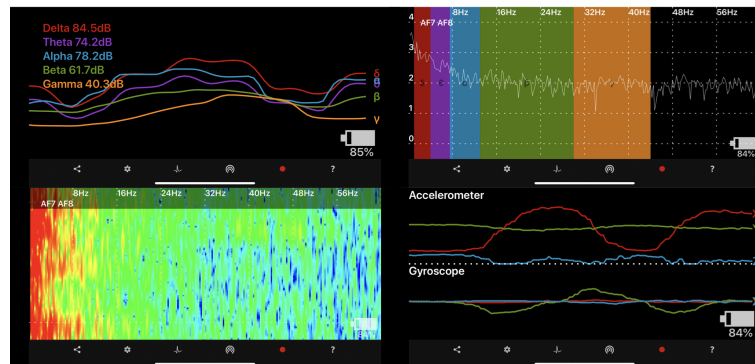 Delta 84.5dB
Theta 74.2dB
Alpha 78.2dB
Beta 61.7dB
Gamma 40.3dB
δ
θ
β
γ
85%
?
4
3
2
1
0
8Hz 16Hz 24Hz 32Hz 40Hz 48Hz 56Hz
AF7 AF8
84%
?
8Hz 16Hz 24Hz 32Hz 40Hz 48Hz 56Hz
AF7 AF8
?
Accelerometer
Gyroscope
84%
?